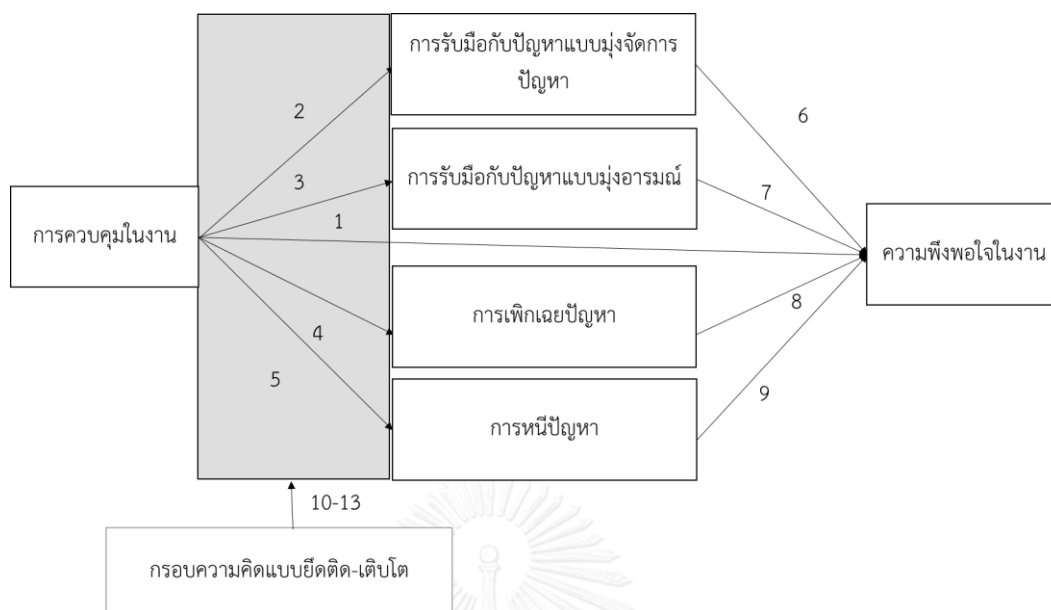 การรับมือกับปัญหาแบบมุ่งจัดการ
ปัญหา
2
6
3
การรับมือกับปัญหาแบบมุ่งอารมณ์
7
การควบคุมในงาน
1
ความพึงพอใจในงาน
4
การเพิกเฉยปัญหา
8
5
การหนีปัญหา
9
10-13
กรอบความคิดแบบยึดติด-เติบโต